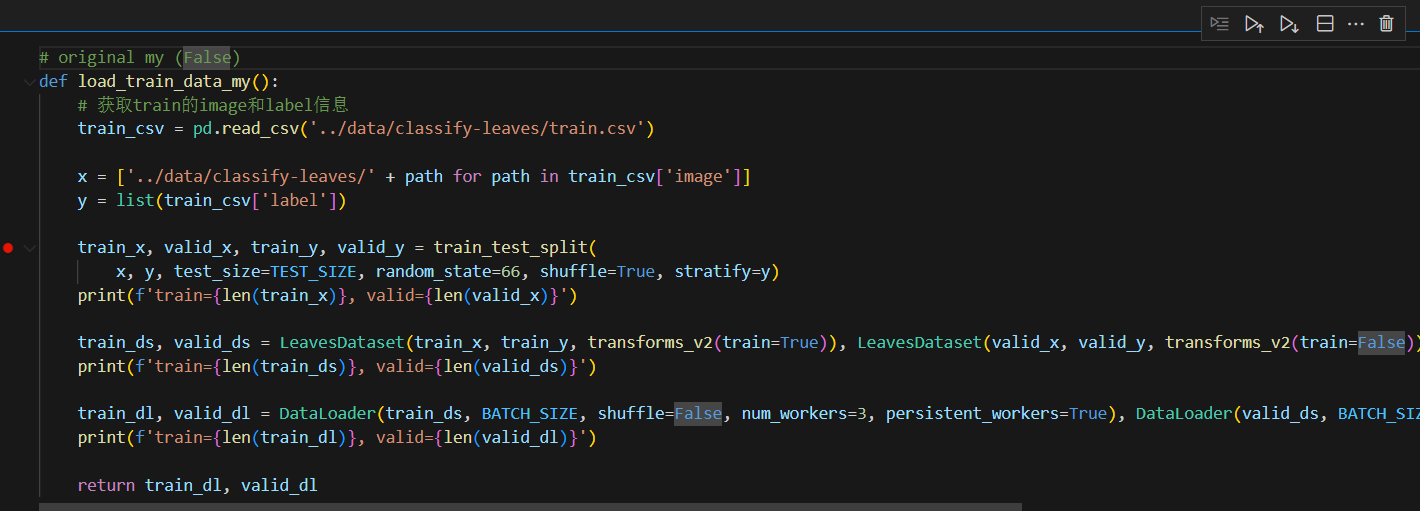 # original my (False)
def load_train_data_my():
    # 获取train的image和label信息
    train_csv = pd.read_csv('../data/classify-leaves/train.csv')
    x = ['../data/classify-leaves/' + path for path in train_csv['image']]
    y = list(train_csv['label'])
    train_x, valid_x, train_y, valid_y = train_test_split(
        x, y, test_size=TEST_SIZE, random_state=66, shuffle=True, stratify=y)
    print(f'train={len(train_x)}, valid={len(valid_x)}')
    train_ds, valid_ds = LeavesDataset(train_x, train_y, transforms_v2(train=True)), LeavesDataset(valid_x, valid_y, transforms_v2(train=False))
    print(f'train={len(train_ds)}, valid={len(valid_ds)}')
    train_dl, valid_dl = DataLoader(train_ds, BATCH_SIZE, shuffle=False, num_workers=3, persistent_workers=True), DataLoader(valid_ds, BATCH_SIZ
    print(f'train={len(train_dl)}, valid={len(valid_dl)}')
    return train_dl, valid_dl